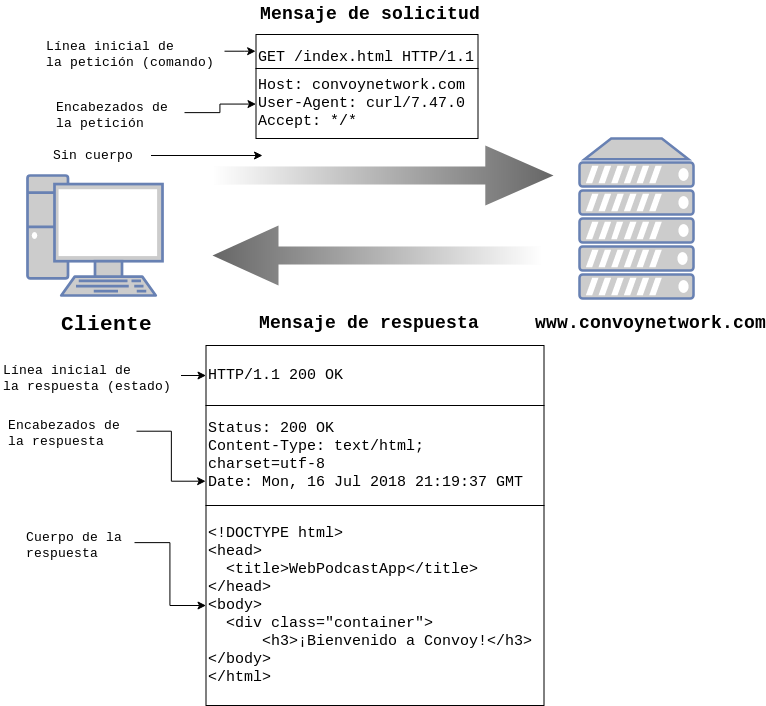 Mensaje de solicitud
Línea inicial de
la petición (comando)
GET /index.html HTTP/1.1
Encabezados de
la petición
Host: convoynetwork.com
User-Agent: curl/7.47.0
Accept: */*
Sin cuerpo
Cliente
Mensaje de respuesta
www.convoynetwork.com
Línea inicial de
la respuesta (estado)
HTTP/1.1 200 OK
Encabezados de
la respuesta
Status: 200 OK
Content-Type: text/html;
charset=utf-8
Date: Mon, 16 Jul 2018 21:19:37 GMT
Cuerpo de la
respuesta
<!DOCTYPE html>
<head>
  <title>WebPodcastApp</title>
</head>
<body>
  <div class="container">
      <h3>¡Bienvenido a Convoy!</h3>
</body>
</html>